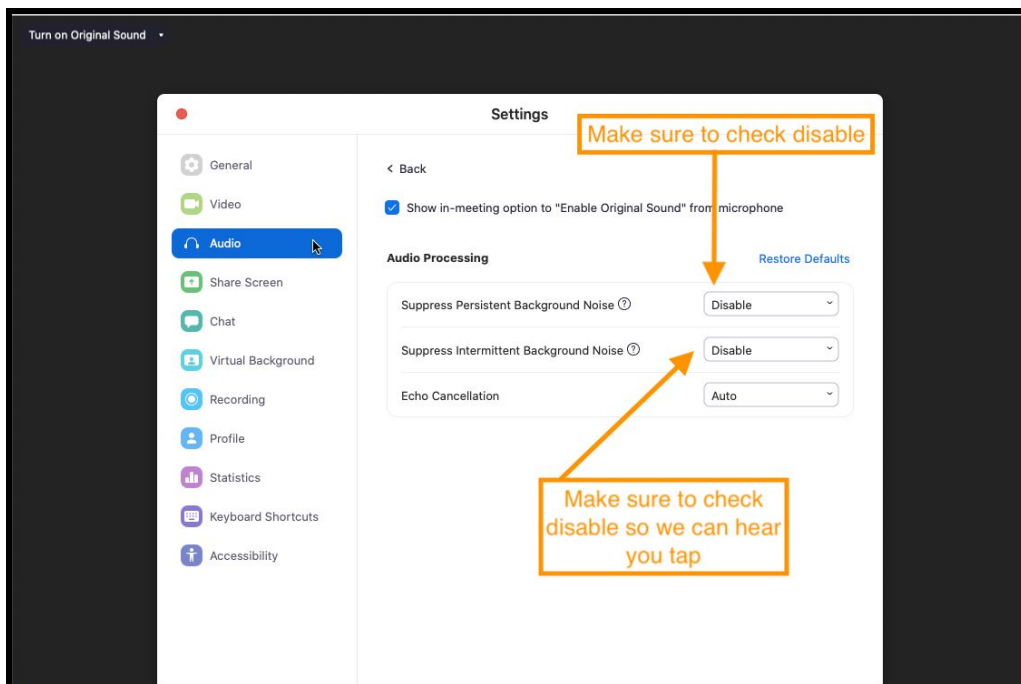 Turn on Original Sound
Settings
Make sure to check disable
General
Video
Audio
Share Screen
Chat
Virtual Background
Recording
Profile
Statistics
Keyboard Shortcuts
Accessibility
< Back
Show in-meeting option to "Enable Original Sound" from microphone
Audio Processing
Restore Defaults
Suppress Persistent Background Noise ?
Disable
Suppress Intermittent Background Noise ?
Disable
Echo Cancellation
Auto
Make sure to check
disable so we can hear
you tap